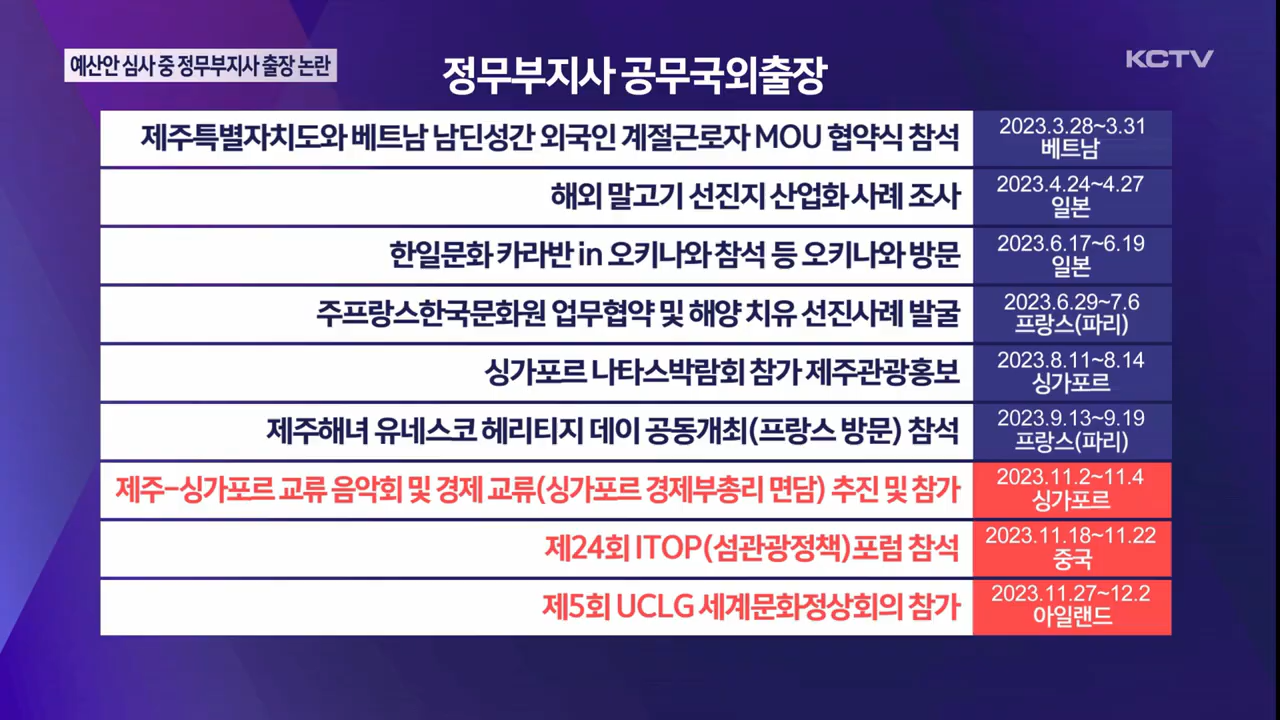 예산안 심사 중 정무부지사 출장 논란
KCTV
정무부지사 공무국외출장
제주특별자치도와 베트남 남딘성간 외국인 계절근로자 MOU 협약식 참석
2023.3.28~3.31
베트남
해외 말고기 선진지 산업화 사례 조사
2023.4.24~4.27
일본
한일문화 카라반 in 오키나와 참석 등 오키나와 방문
2023.6.17~6.19
일본
주프랑스한국문화원 업무협약 및 해양 치유 선진사례 발굴
2023.6.29~7.6
프랑스(파리)
싱가포르 나타스박람회 참가 제주관광홍보
2023.8.11~8.14
싱가포르
제주해녀 유네스코 헤리티지 데이 공동개최(프랑스 방문) 참석
2023.9.13~9.19
프랑스(파리)
제주-싱가포르 교류 음악회 및 경제 교류(싱가포르 경제부총리 면담) 추진 및 참가
2023.11.2~11.4
싱가포르
제24회 ITOP(섬관광정책)포럼 참석
2023.11.18~11.22
중국
제5회 UCLG 세계문화정상회의 참가
2023.11.27~12.2
아일랜드